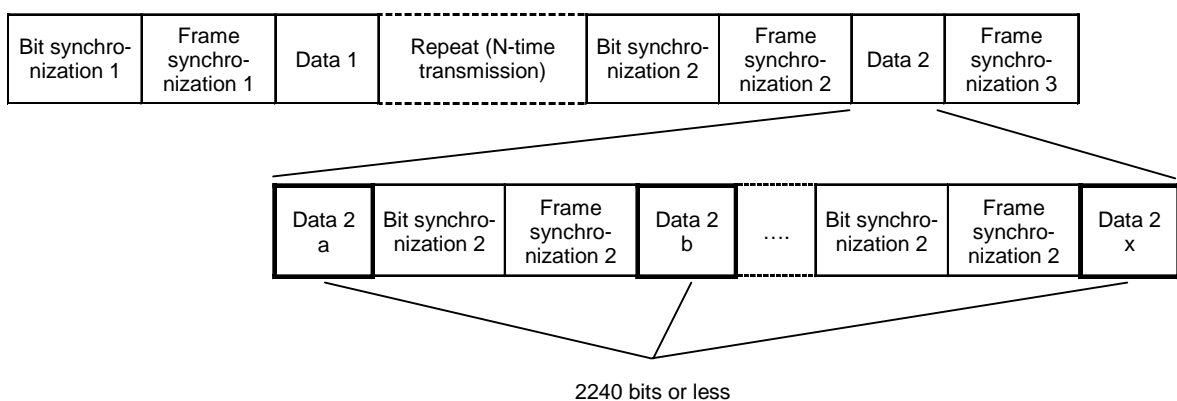 Bit synchro-
nization 1
Frame
synchro-
nization 1
Data 1
Repeat (N-time
transmission)
Bit synchro-
nization 2
Frame
synchro-
nization 2
Data 2
Frame
synchro-
nization 3
Data 2
a
Bit synchro-
nization 2
Frame
synchro-
nization 2
Data 2
b
....
Bit synchro-
nization 2
Frame
synchro-
nization 2
Data 2
x
2240 bits or less